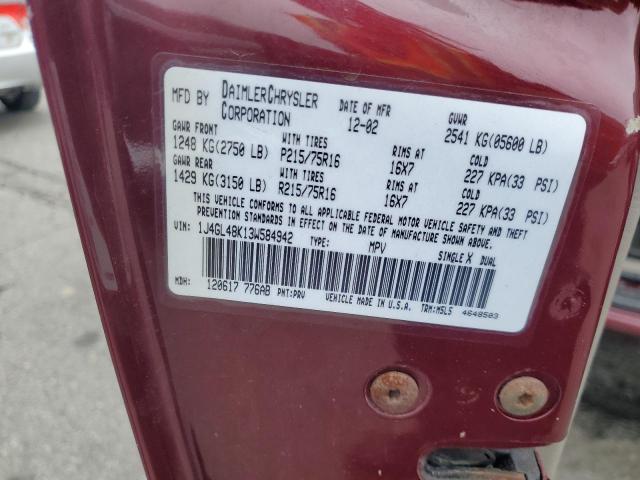 MFD BY DAIMLERCHRYSLER CORPORATION
DATE OF MFR 12-02
GVWR 2541 KG(05600 LB)
GAWR FRONT WITH TIRES RIMS AT COLD
1248 KG(2750 LB) P215/75R16 16X7 227 KPA(33 PSI)
GAWR REAR WITH TIRES RIMS AT COLD
1429 KG(3150 LB) R215/75R16 16X7 227 KPA(33 PSI)
THIS VEHICLE CONFORMS TO ALL APPLICABLE FEDERAL MOTOR VEHICLE SAFETY AND THEFT
PREVENTION STANDARDS IN EFFECT ON THE DATE OF MANUFACTURE SHOWN ABOVE.
VIN: 1J4GL48K13W584942 TYPE: MPV SINGLE X DUAL
MDH: 120617 776AB PNT:PRV VEHICLE MADE IN U.S.A. TRM:M5L5 4648503